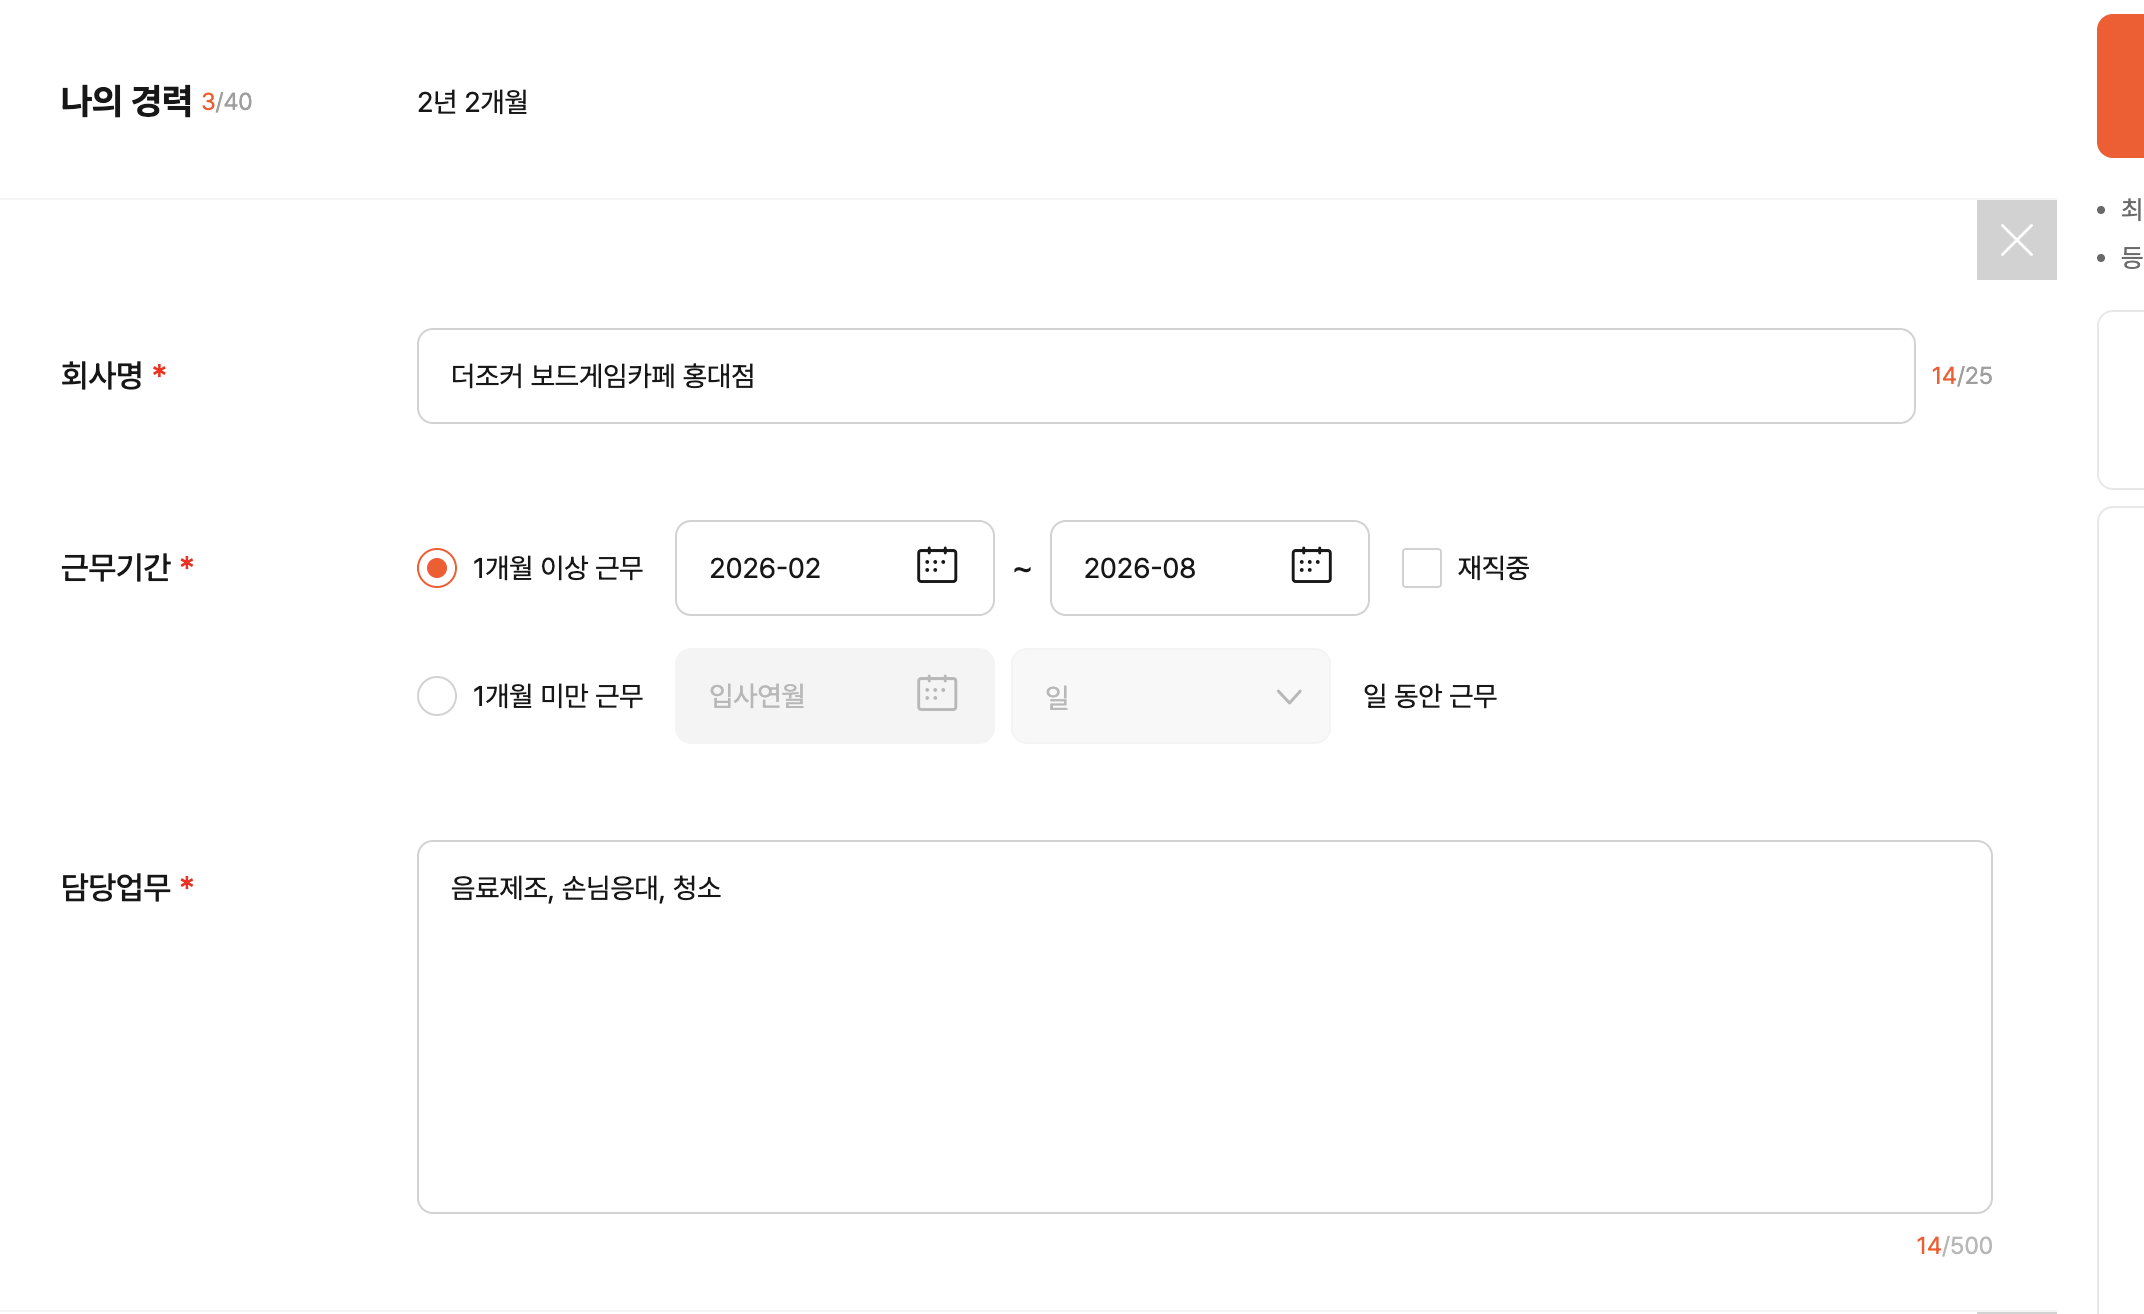 나의 경력 3/40 2년 2개월
최
등
회사명 * 더조커 보드게임카페 홍대점 14/25
근무기간 * 1개월 이상 근무 2026-02 ~ 2026-08 재직중
1개월 미만 근무 입사연월 일 일 동안 근무
담당업무 * 음료제조, 손님응대, 청소
14/500